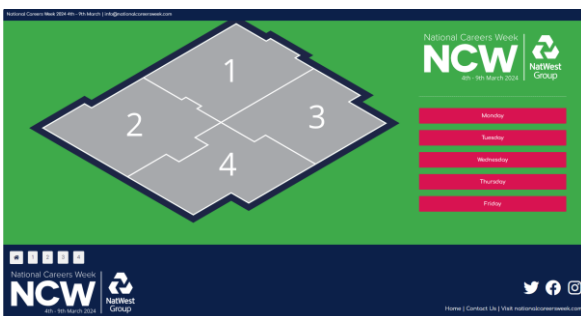 National Careers Week 2024 4th - 9th March | info@nationalcareersweek.com
1
2
3
4
National Careers Week
NCW
4th - 9th March 2024
NatWest
Group
Monday
Tuesday
Wednesday
Thursday
Friday
1 2 3 4
National Careers Week
NCW
4th - 9th March 2024
NatWest
Group
Home | Contact Us | Visit nationalcareersweek.com